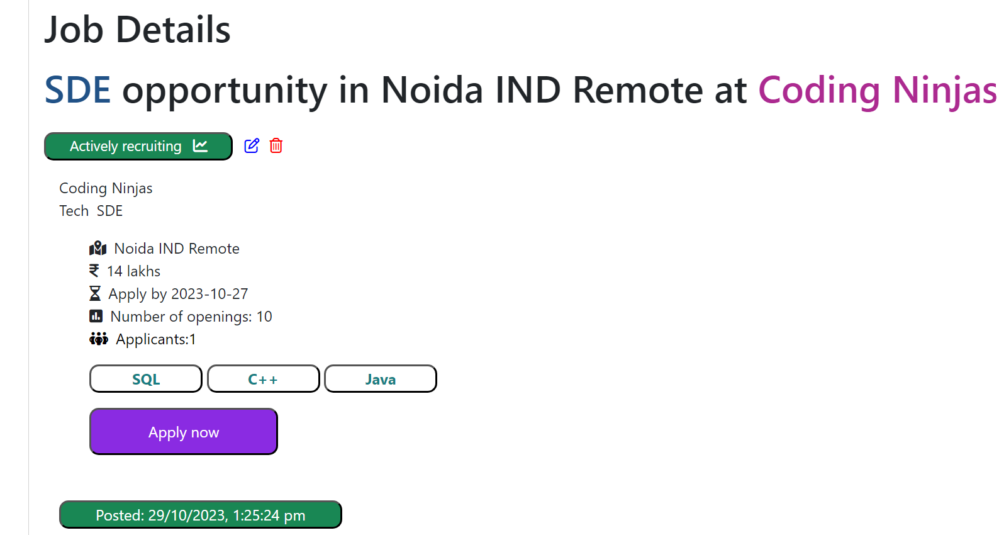 Job Details
SDE opportunity in Noida IND Remote at Coding Ninjas
Actively recruiting
Coding Ninjas
Tech SDE
Noida IND Remote
₹ 14 lakhs
Apply by 2023-10-27
Number of openings: 10
Applicants:1
SQL C++ Java
Apply now
Posted: 29/10/2023, 1:25:24 pm